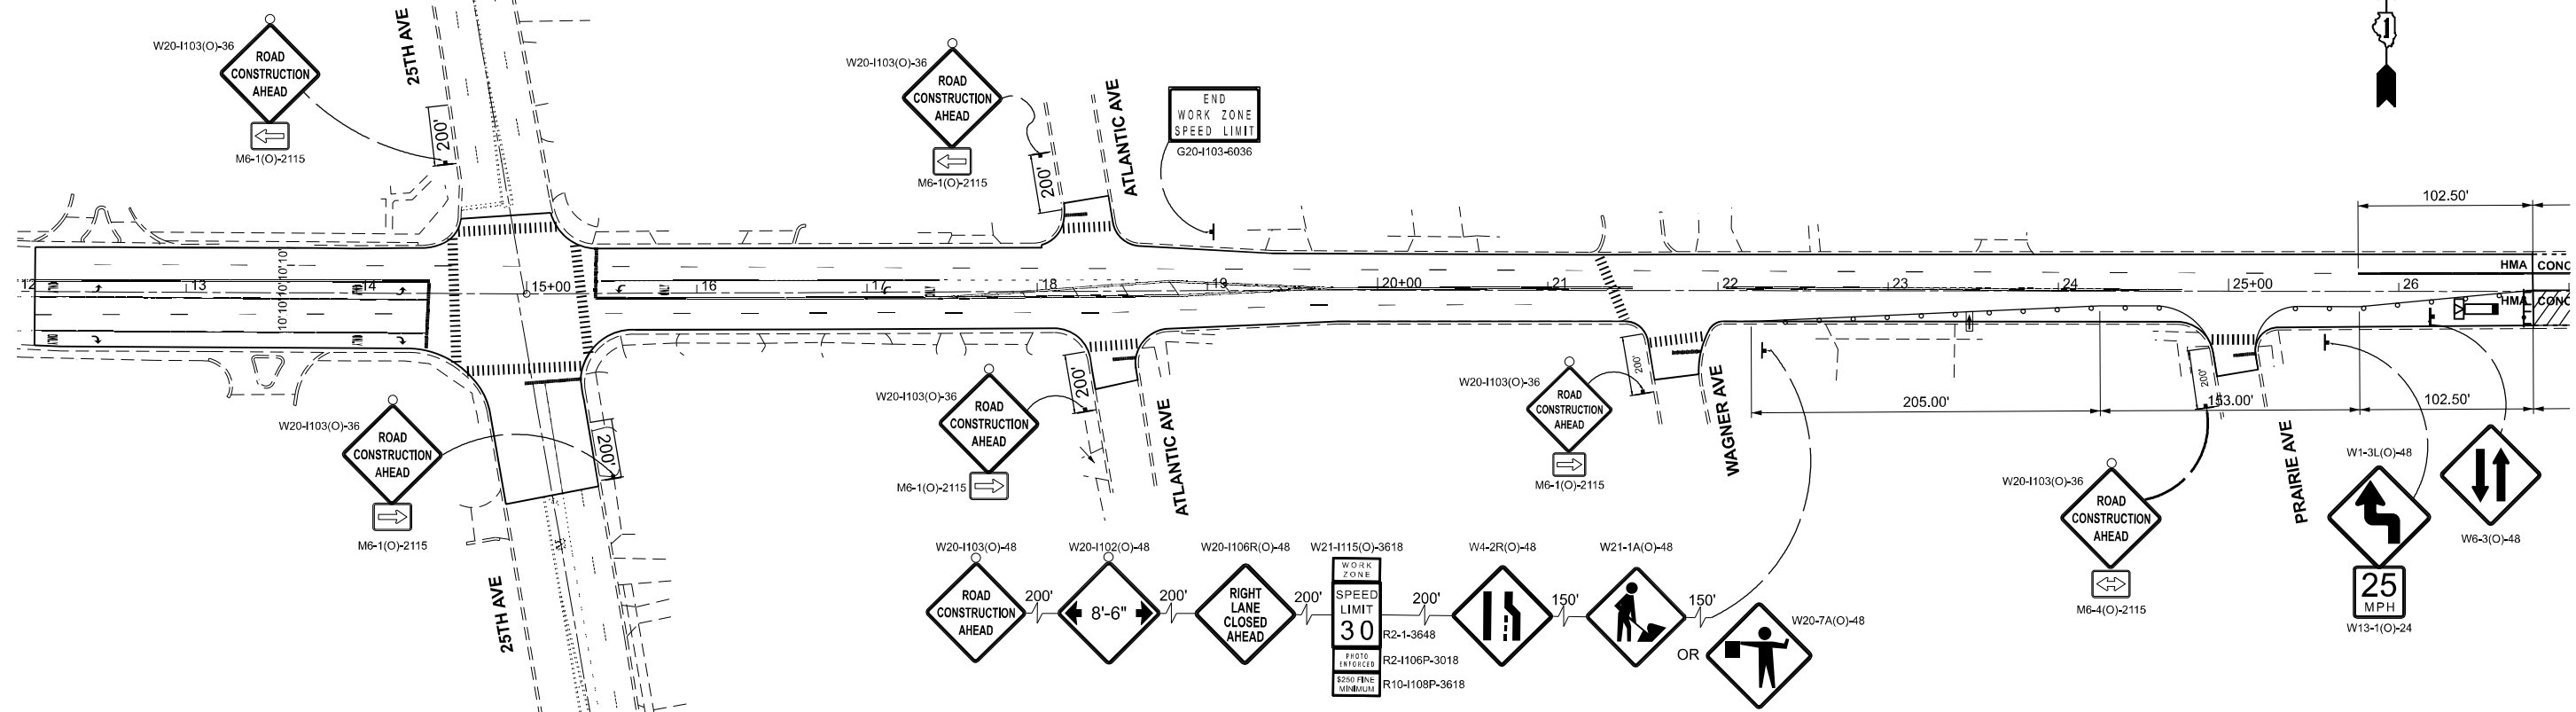 W20-I103(O)-36
ROAD
CONSTRUCTION
AHEAD
M6-1(O)-2115
25TH AVE
200'
W20-I103(O)-36
ROAD
CONSTRUCTION
AHEAD
M6-1(O)-2115
200'
ATLANTIC AVE
END
WORK ZONE
SPEED LIMIT
G20-I103-6036
1
102.50'
12
13
14
15+00
16
17
18
19
20+00
21
22
23
24
25+00
26
10' 10' 10' 10' 10' 10'
HMA
CONC
HMA
CONC
W20-I103(O)-36
ROAD
CONSTRUCTION
AHEAD
M6-1(O)-2115
200'
25TH AVE
W20-I103(O)-36
ROAD
CONSTRUCTION
AHEAD
M6-1(O)-2115
200'
ATLANTIC AVE
W20-I103(O)-36
ROAD
CONSTRUCTION
AHEAD
M6-1(O)-2115
200'
WAGNER AVE
205.00'
153.00'
102.50'
200'
W20-I103(O)-36
ROAD
CONSTRUCTION
AHEAD
M6-4(O)-2115
PRAIRIE AVE
W1-3L(O)-48
25
MPH
W13-1(O)-24
W6-3(O)-48
W20-I103(O)-48
ROAD
CONSTRUCTION
AHEAD
200'
W20-I102(O)-48
8'-6"
200'
W20-I106R(O)-48
RIGHT
LANE
CLOSED
AHEAD
200'
W21-I115(O)-3618
WORK
ZONE
SPEED
LIMIT
30
R2-1-3648
PHOTO
ENFORCED
R2-I106P-3018
$250 FINE
MINIMUM
R10-I108P-3618
200'
W4-2R(O)-48
150'
W21-1A(O)-48
150'
OR
W20-7A(O)-48